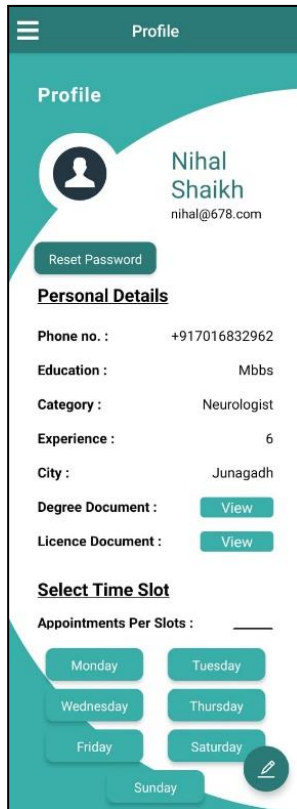 Profile
Profile
Nihal
Shaikh
nihal@678.com
Reset Password
Personal Details
Phone no. : +917016832962
Education : Mbbs
Category : Neurologist
Experience : 6
City : Junagadh
Degree Document : View
Licence Document : View
Select Time Slot
Appointments Per Slots :
Monday Tuesday
Wednesday Thursday
Friday Saturday
Sunday